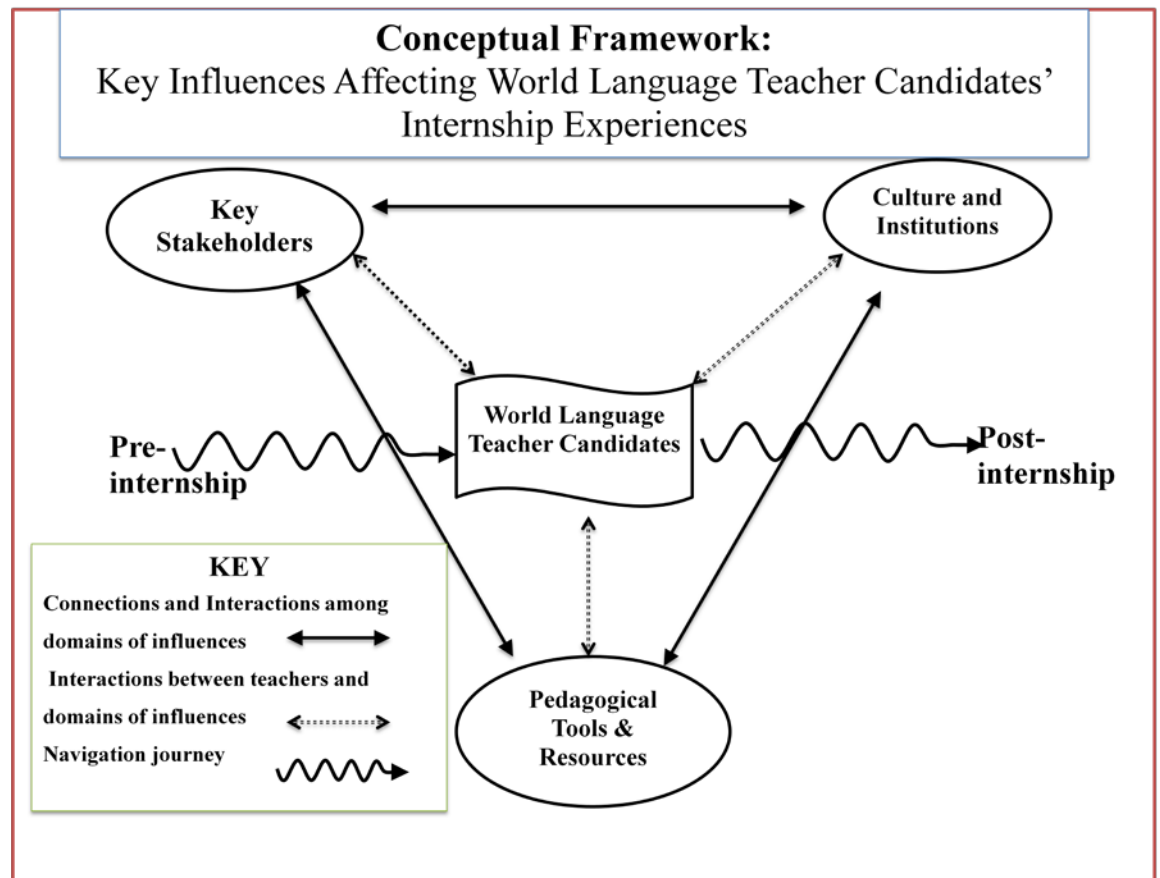 Conceptual Framework:
Key Influences Affecting World Language Teacher Candidates’
Internship Experiences
Key
Stakeholders
Culture and
Institutions
World Language
Teacher Candidates
Pre-
internship
Post-
internship
KEY
Connections and Interactions among
domains of influences
Interactions between teachers and
domains of influences
Navigation journey
Pedagogical
Tools &
Resources